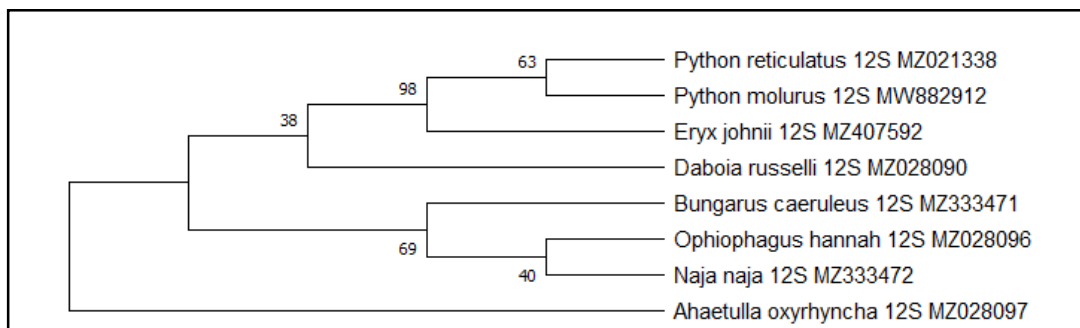 63
Python reticulatus 12S MZ021338
98
Python molurus 12S MW882912
38
Eryx johnii 12S MZ407592
Daboia russelli 12S MZ028090
Bungarus caeruleus 12S MZ333471
69
Ophiophagus hannah 12S MZ028096
40
Naja naja 12S MZ333472
Ahaetulla oxyrhyncha 12S MZ028097